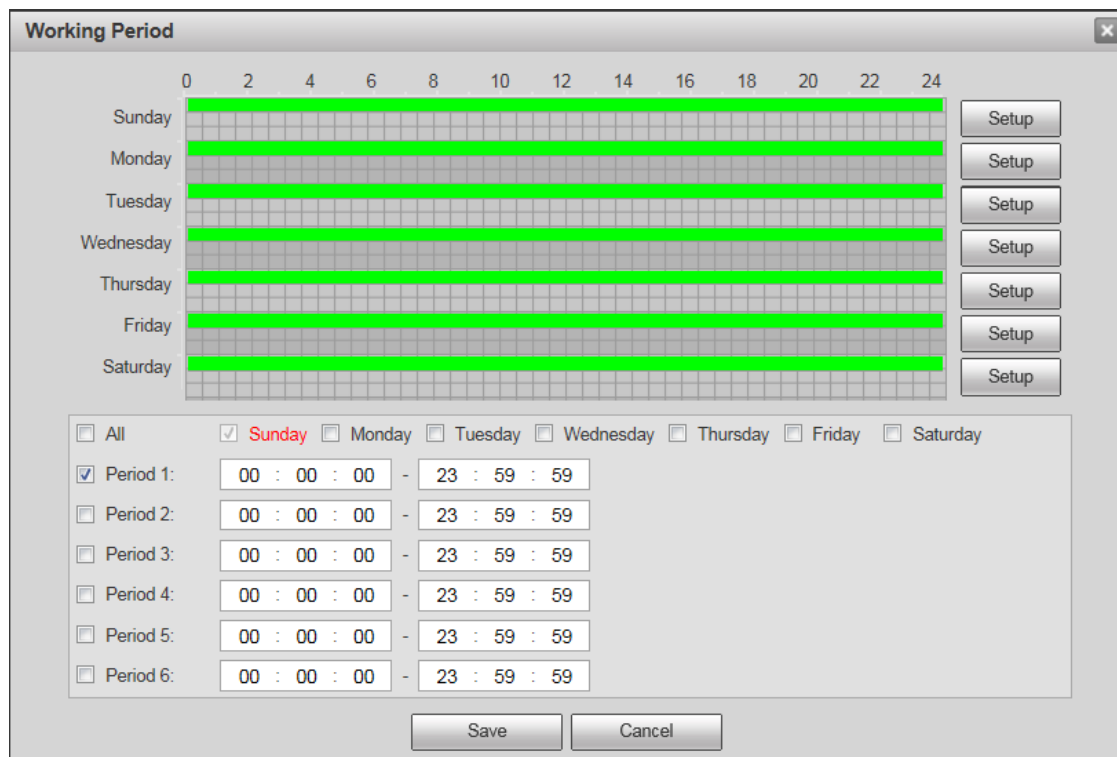 Working Period
0 2 4 6 8 10 12 14 16 18 20 22 24
Sunday Setup
Monday Setup
Tuesday Setup
Wednesday Setup
Thursday Setup
Friday Setup
Saturday Setup
All Sunday Monday Tuesday Wednesday Thursday Friday Saturday
Period 1: 00 : 00 : 00 - 23 : 59 : 59
Period 2: 00 : 00 : 00 - 23 : 59 : 59
Period 3: 00 : 00 : 00 - 23 : 59 : 59
Period 4: 00 : 00 : 00 - 23 : 59 : 59
Period 5: 00 : 00 : 00 - 23 : 59 : 59
Period 6: 00 : 00 : 00 - 23 : 59 : 59
Save Cancel